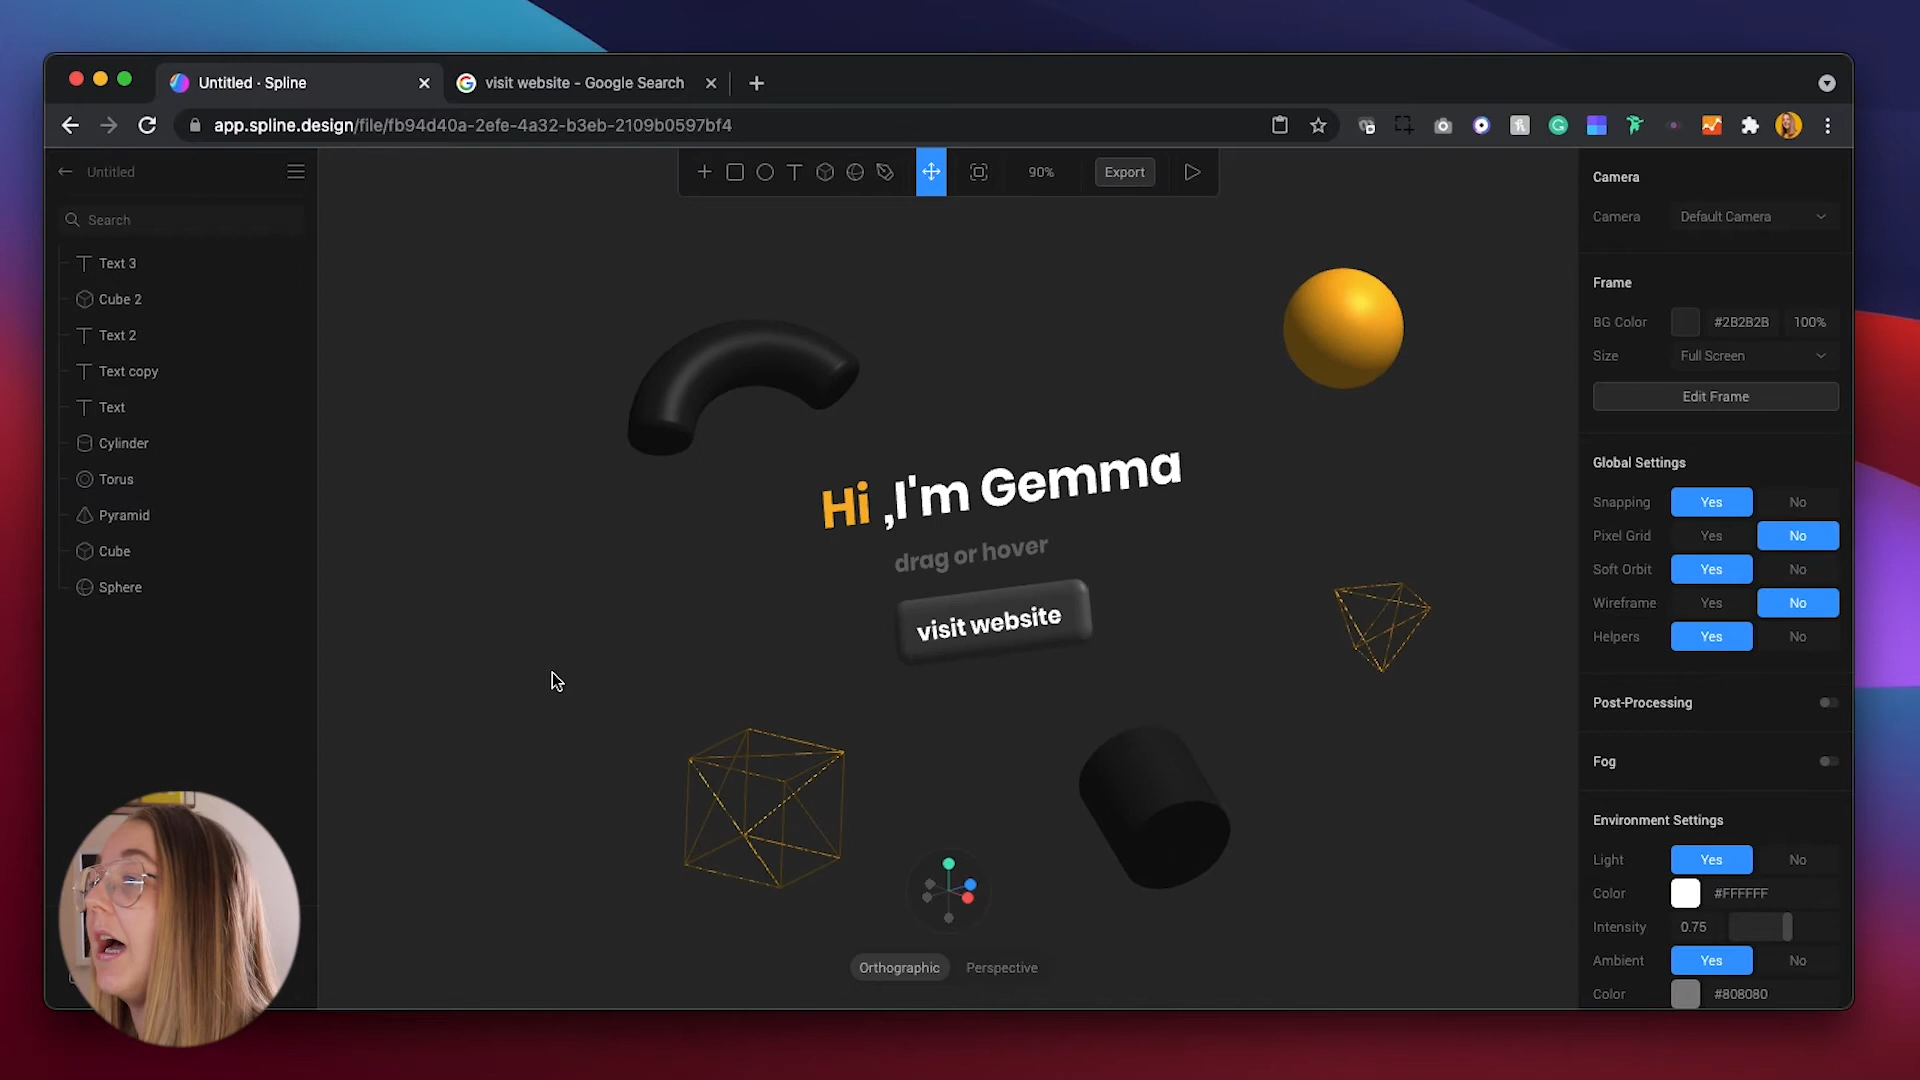 Untitled - Spline
visit website - Google Search
app.spline.design/file/fb94d40a-2efe-4a32-b3eb-2109b0597bf4
Untitled
90%
Export
Search
Text 3
Cube 2
Text 2
Text copy
Text
Cylinder
Torus
Pyramid
Cube
Sphere
Hi ,I'm Gemma
drag or hover
visit website
Orthographic
Perspective
Camera
Camera Default Camera
Frame
BG Color #2B2B2B 100%
Size Full Screen
Edit Frame
Global Settings
Snapping Yes No
Pixel Grid Yes No
Soft Orbit Yes No
Wireframe Yes No
Helpers Yes No
Post-Processing
Fog
Environment Settings
Light Yes No
Color #FFFFFF
Intensity 0.75
Ambient Yes No
Color #808080